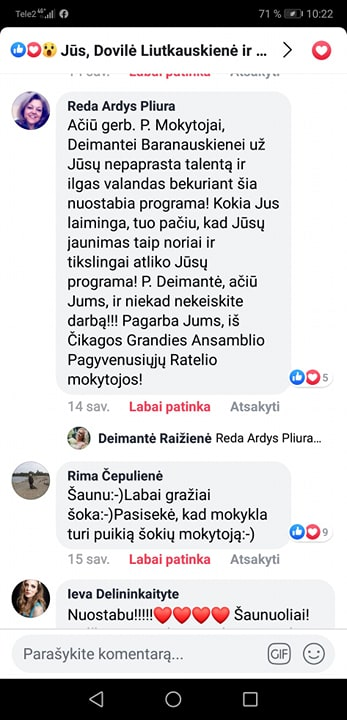 Tele2 71 % 10:22
Jūs, Dovilė Liutkauskienė ir ...
14 sav. Labai patinka Atsakyti
Reda Ardys Pliura
Ačiū gerb. P. Mokytojai,
Deimantei Baranauskienei už
Jūsų nepaprasta talentą ir
ilgas valandas bekuriant šia
nuostabia programa! Kokia Jus
laiminga, tuo pačiu, kad Jūsų
jaunimas taip noriai ir
tikslingai atliko Jūsų
programa! P. Deimantė, ačiū
Jums, ir niekad nekeiskite
darbą!!! Pagarba Jums, iš
Čikagos Grandies Ansamblio
Pagyvenusiųjų Ratelio
mokytojos!
5
14 sav. Labai patinka Atsakyti
Deimantė Raižienė Reda Ardys Pliura...
Rima Čepulienė
Šaunu:-)Labai gražiai
šoka:-)Pasisekė, kad mokykla
turi puikią šokių mokytoją:-)
9
15 sav. Labai patinka Atsakyti
Ieva Delininkaityte
Nuostabu!!!!!❤❤❤❤ Šaunuoliai!
Parašykite komentarą...
GIF